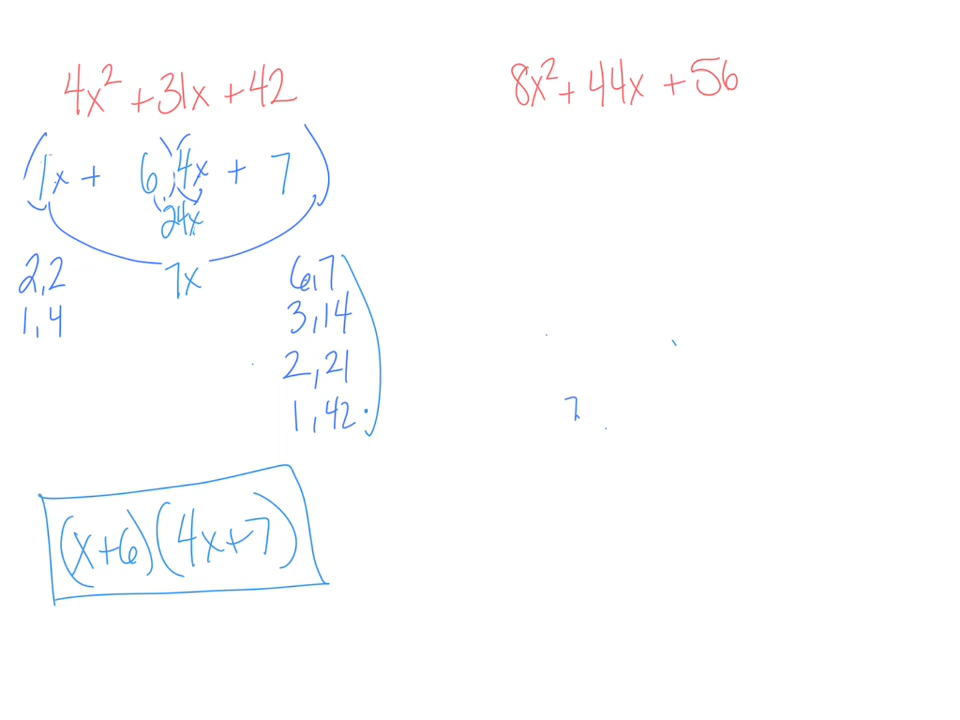 4x² + 31x + 42
(1x + 6)(4x + 7)
24x
7x
2,2
1,4
6,7
3,14
2,21
1,42
(x+6)(4x+7)
8x² + 44x + 56
7